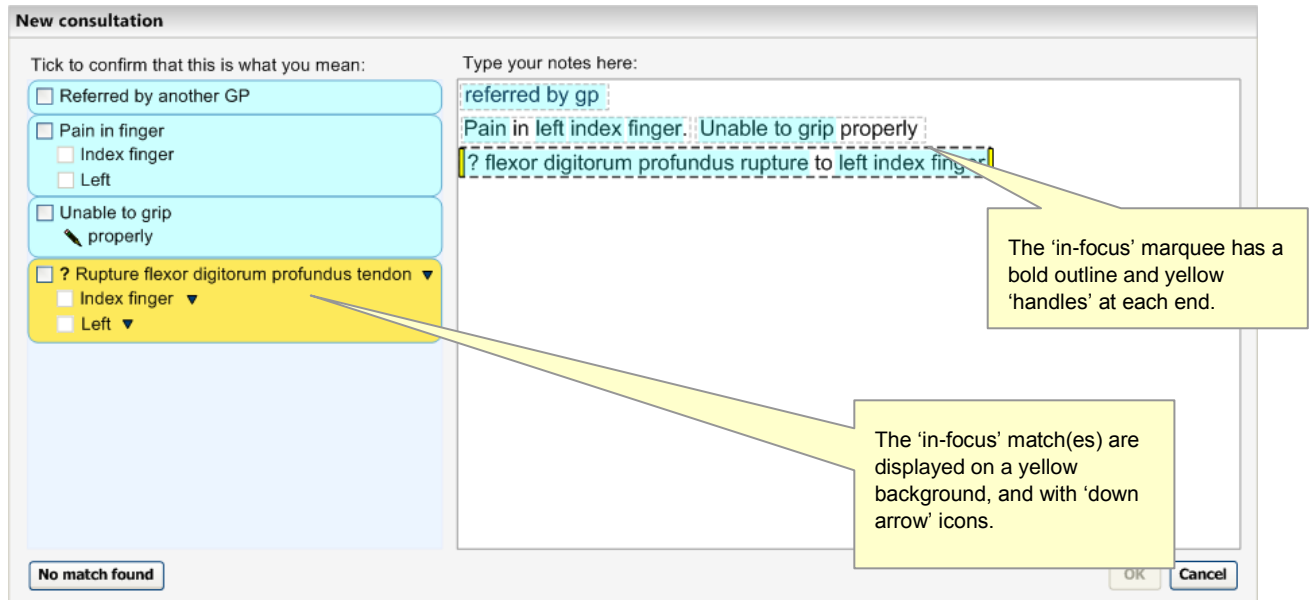 New consultation
Tick to confirm that this is what you mean:
Referred by another GP
Pain in finger
Index finger
Left
Unable to grip
properly
? Rupture flexor digitorum profundus tendon
Index finger
Left
No match found
Type your notes here:
referred by gp
Pain in left index finger. Unable to grip properly
? flexor digitorum profundus rupture to left index finger
The ‘in-focus’ marquee has a
bold outline and yellow
‘handles’ at each end.
The ‘in-focus’ match(es) are
displayed on a yellow
background, and with ‘down
arrow’ icons.
OK
Cancel